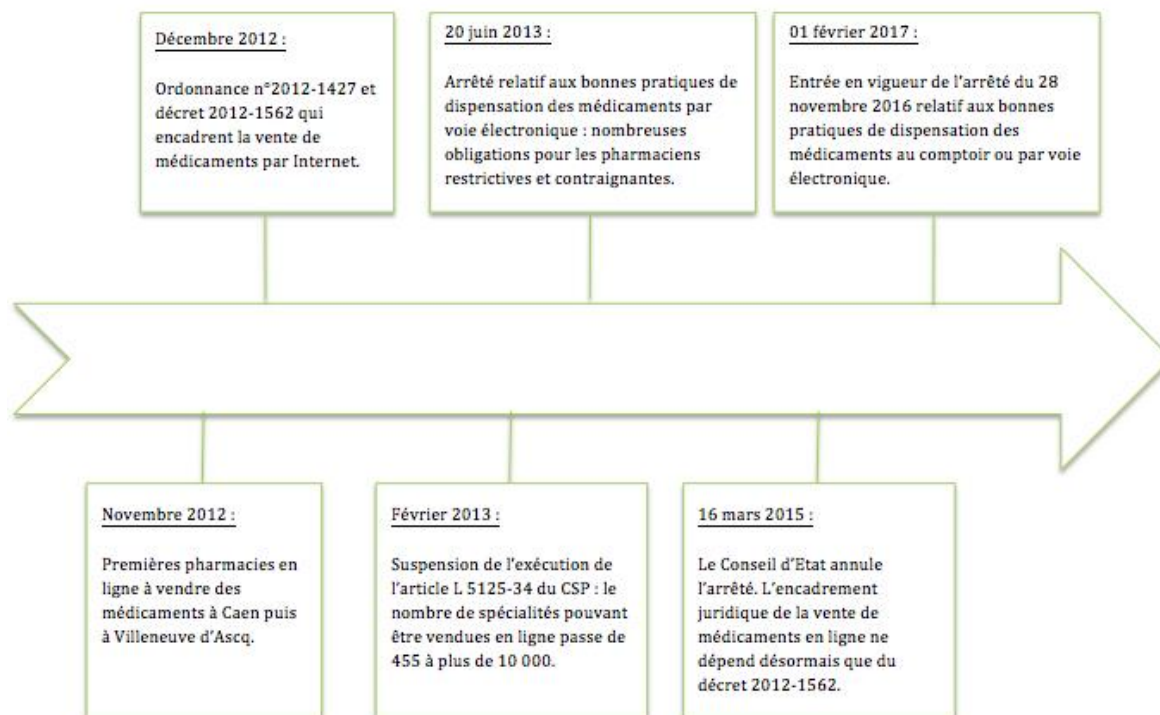 Décembre 2012 :
Ordonnance n°2012-1427 et
décret 2012-1562 qui
encadrent la vente de
médicaments par Internet.
20 juin 2013 :
Arrêté relatif aux bonnes pratiques de
dispensation des médicaments par
voie électronique : nombreuses
obligations pour les pharmaciens
restrictives et contraignantes.
01 février 2017 :
Entrée en vigueur de l'arrêté du 28
novembre 2016 relatif aux bonnes
pratiques de dispensation des
médicaments au comptoir ou par voie
électronique.
Novembre 2012 :
Premières pharmacies en
ligne à vendre des
médicaments à Caen puis
à Villeneuve d'Ascq.
Février 2013 :
Suspension de l'exécution de
l'article L 5125-34 du CSP : le
nombre de spécialités pouvant
être vendues en ligne passe de
455 à plus de 10 000.
16 mars 2015 :
Le Conseil d'Etat annule
l'arrêté. L'encadrement
juridique de la vente de
médicaments en ligne ne
dépend désormais que du
décret 2012-1562.